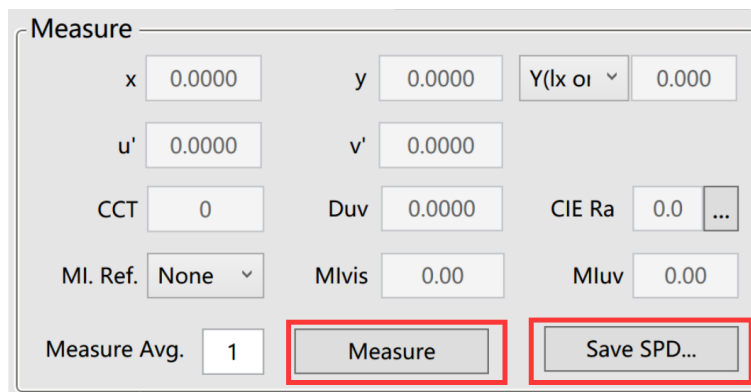 Measure
x 0.0000 y 0.0000 Y(lx or 0.000
u' 0.0000 v' 0.0000
CCT 0 Duv 0.0000 CIE Ra 0.0 ...
MI. Ref. None MIvis 0.00 MIuv 0.00
Measure Avg. 1 Measure Save SPD...